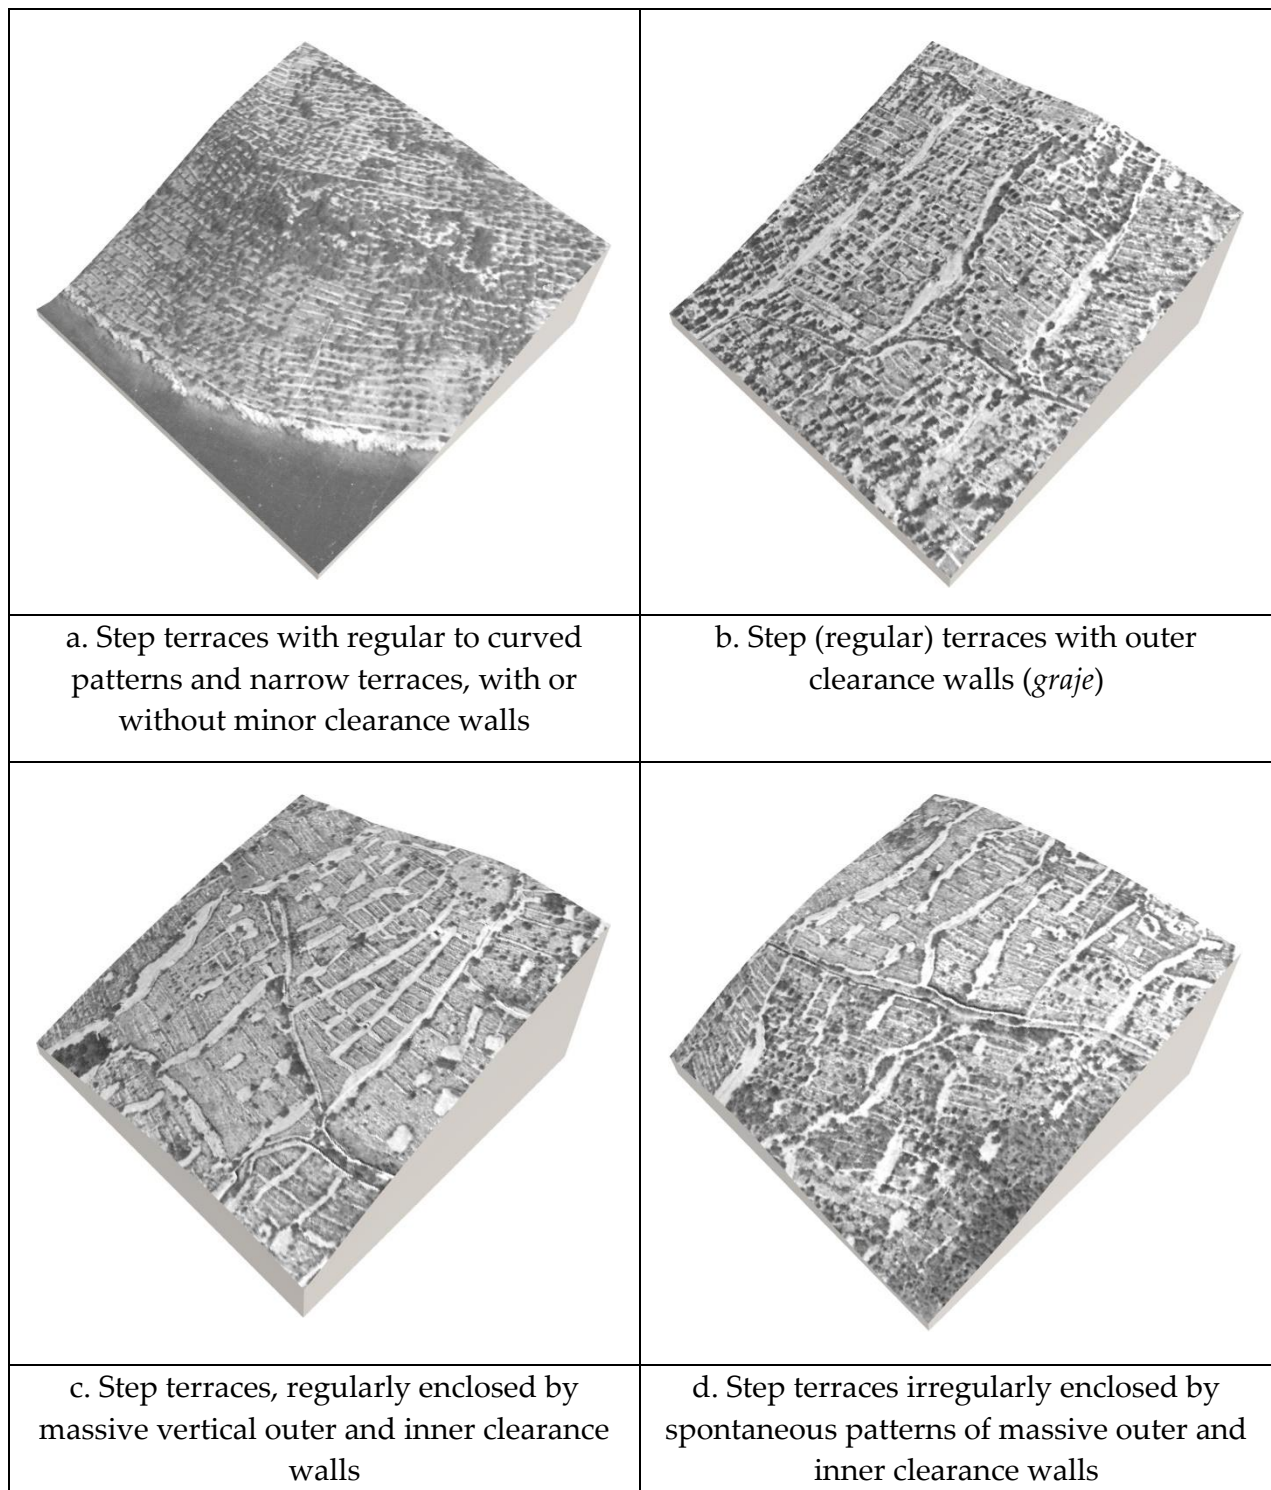 a. Step terraces with regular to curved
patterns and narrow terraces, with or
without minor clearance walls
b. Step (regular) terraces with outer
clearance walls (graje)
c. Step terraces, regularly enclosed by
massive vertical outer and inner clearance
walls
d. Step terraces irregularly enclosed by
spontaneous patterns of massive outer and
inner clearance walls